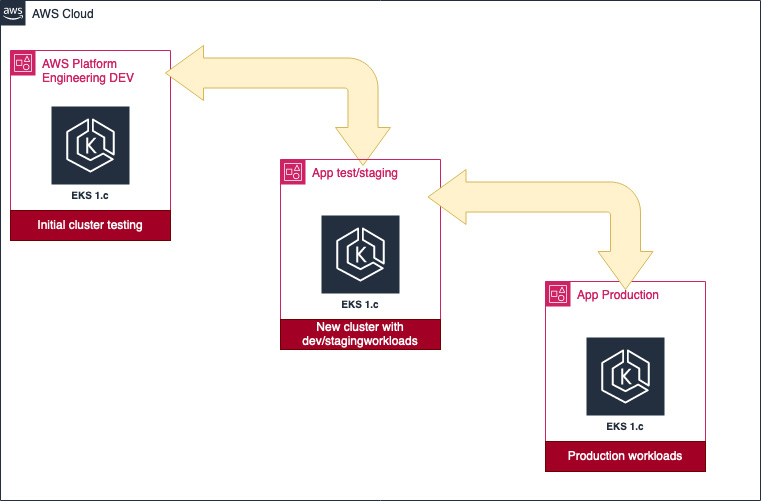 aws
AWS Cloud
AWS Platform
Engineering DEV
K
EKS 1.c
Initial cluster testing
App test/staging
K
EKS 1.c
New cluster with
dev/stagingworkloads
App Production
K
EKS 1.c
Production workloads